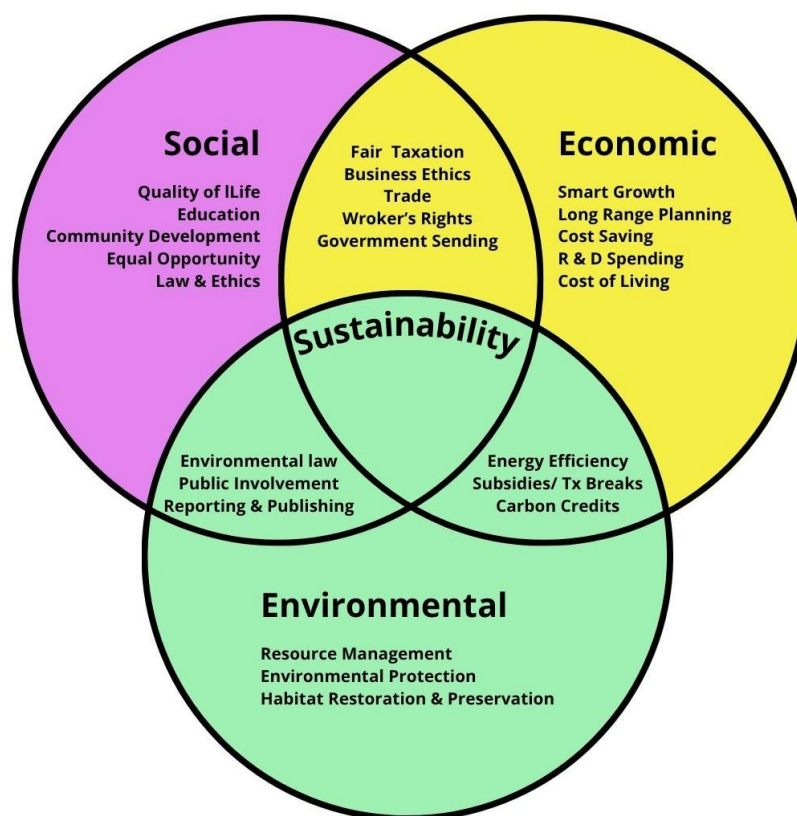 Social
Quality of lLife
Education
Community Development
Equal Opportunity
Law & Ethics
Fair Taxation
Business Ethics
Trade
Wroker’s Rights
Govermment Sending
Economic
Smart Growth
Long Range Planning
Cost Saving
R & D Spending
Cost of Living
Sustainability
Environmental law
Public Involvement
Reporting & Publishing
Energy Efficiency
Subsidies/ Tx Breaks
Carbon Credits
Environmental
Resource Management
Environmental Protection
Habitat Restoration & Preservation